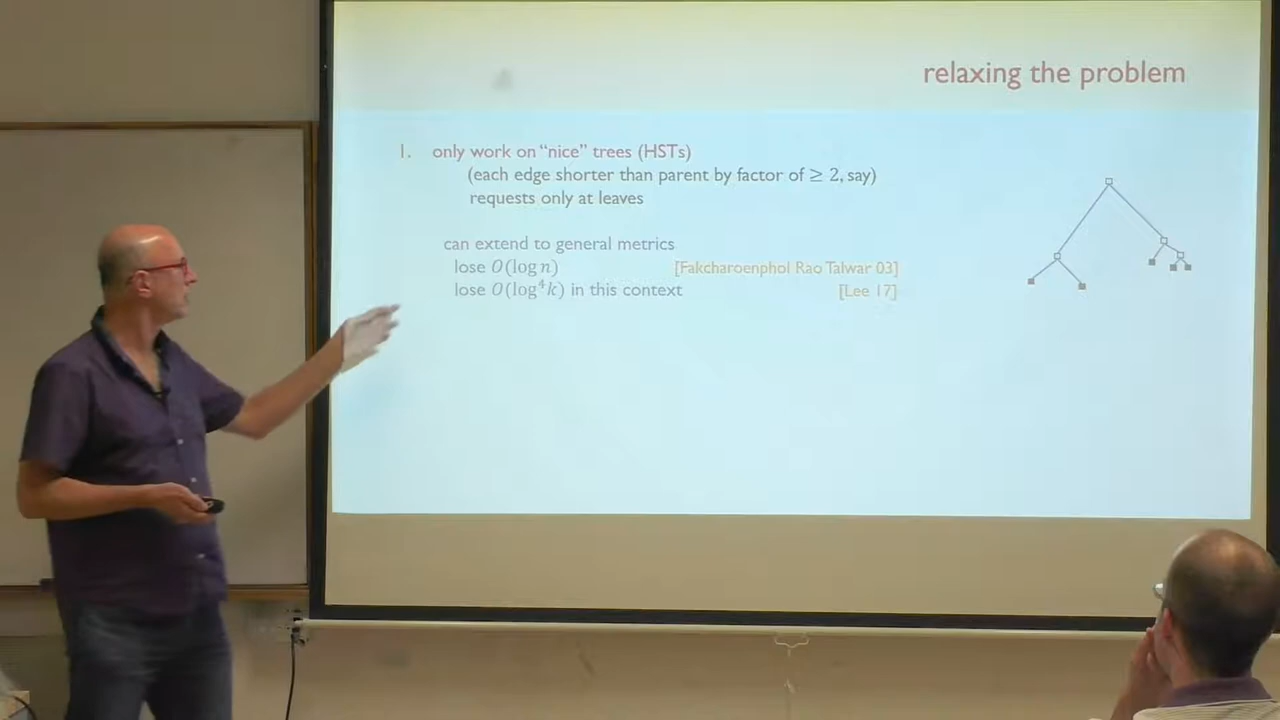 relaxing the problem
1. only work on "nice" trees (HSTs)
(each edge shorter than parent by factor of ≥ 2, say)
requests only at leaves
can extend to general metrics
lose O(log n) [Fakcharoenphol Rao Talwar 03]
lose O(log⁴ k) in this context [Lee 17]